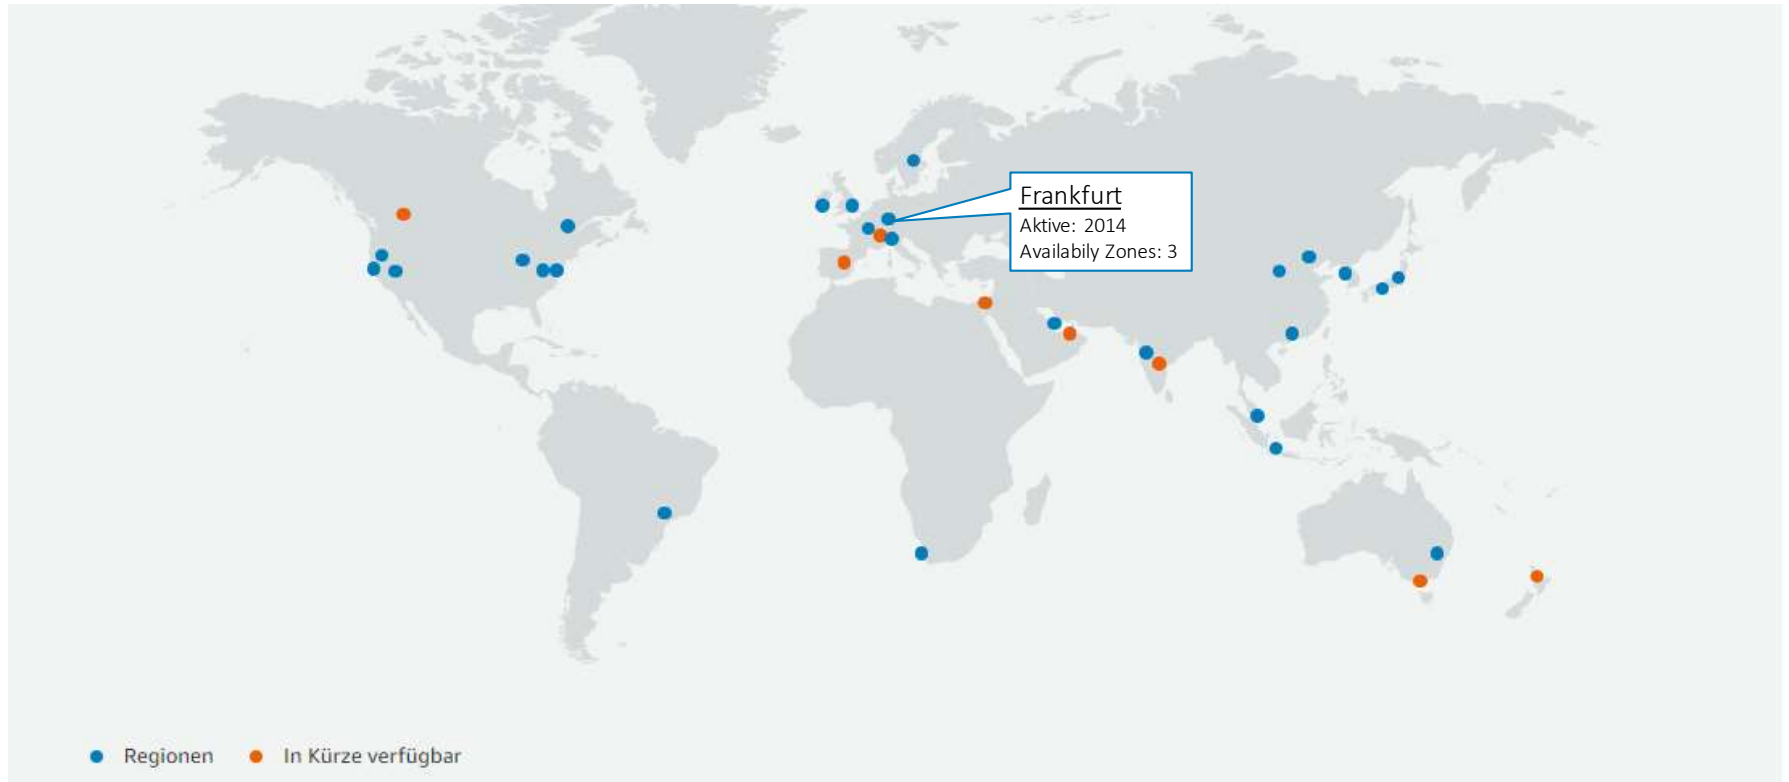 Frankfurt
Aktive: 2014
Availabily Zones: 3
Regionen
In Kürze verfügbar